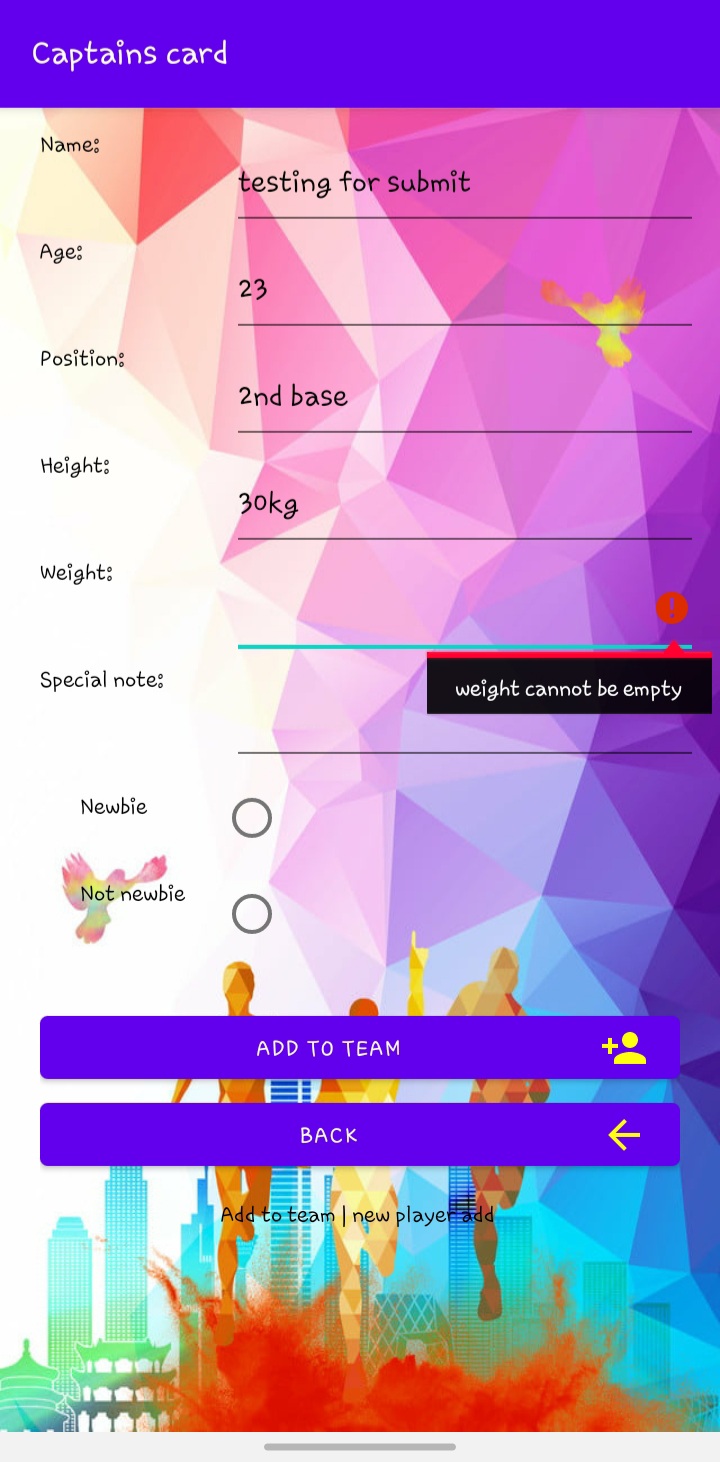 Captains card
Name:
testing for submit
Age:
23
Position:
2nd base
Height:
30kg
Weight:
weight cannot be empty
Special note:
Newbie
Not newbie
ADD TO TEAM
BACK
Add to team | new player add